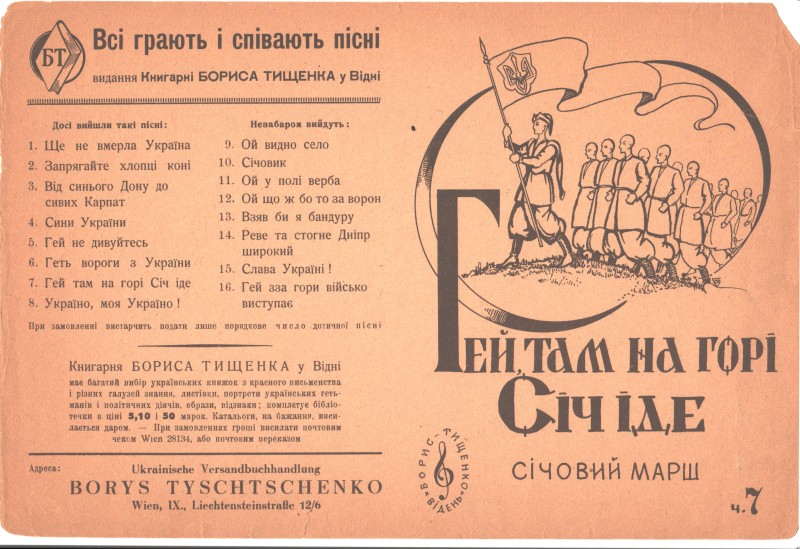 БТ
Всі грають і співають пісні
видання Книгарні БОРИСА ТИЩЕНКА у Відні
Досі вийшли такі пісні:
1. Ще не вмерла Україна
2. Запрягайте хлопці коні
3. Від синього Дону до
сивих Карпат
4. Сини України
5. Гей не дивуйтесь
6. Геть вороги з України
7. Гей там на горі Січ іде
8. Україно, моя Україно !
Незабаром вийдуть:
9. Ой видно село
10. Січовик
11. Ой у полі верба
12. Ой що ж бо то за ворон
13. Взяв би я бандуру
14. Реве та стогне Дніпр
широкий
15. Слава Україні !
16. Гей зза гори військо
виступає
При замовленні вистарчить подати лише порядкове число дотичної пісні
Книгарня БОРИСА ТИЩЕНКА у Відні
має багатий вибір українських книжок з красного письменства
і різних галузей знання, листівки, портрети українських геть-
манів і політичних діячів, образи, відзнаки; комплетує бібліо-
течки в ціні 5,10 і 50 марок. Катальоги, на бажання, виси-
лається даром. — При замовленнях гроші висилати почтовим
чеком Wien 28134, або почтовим переказом
Адреса:
Ukrainische Versandbuchhandlung
BORYS TYSCHTSCHENKO
Wien, IX., Liechtensteinstraße 12/6
Гей, там на горі
Січ іде
СІЧОВИЙ МАРШ
БОРИС-ТИЩЕНКО ВІДЕНЬ
ч. 7